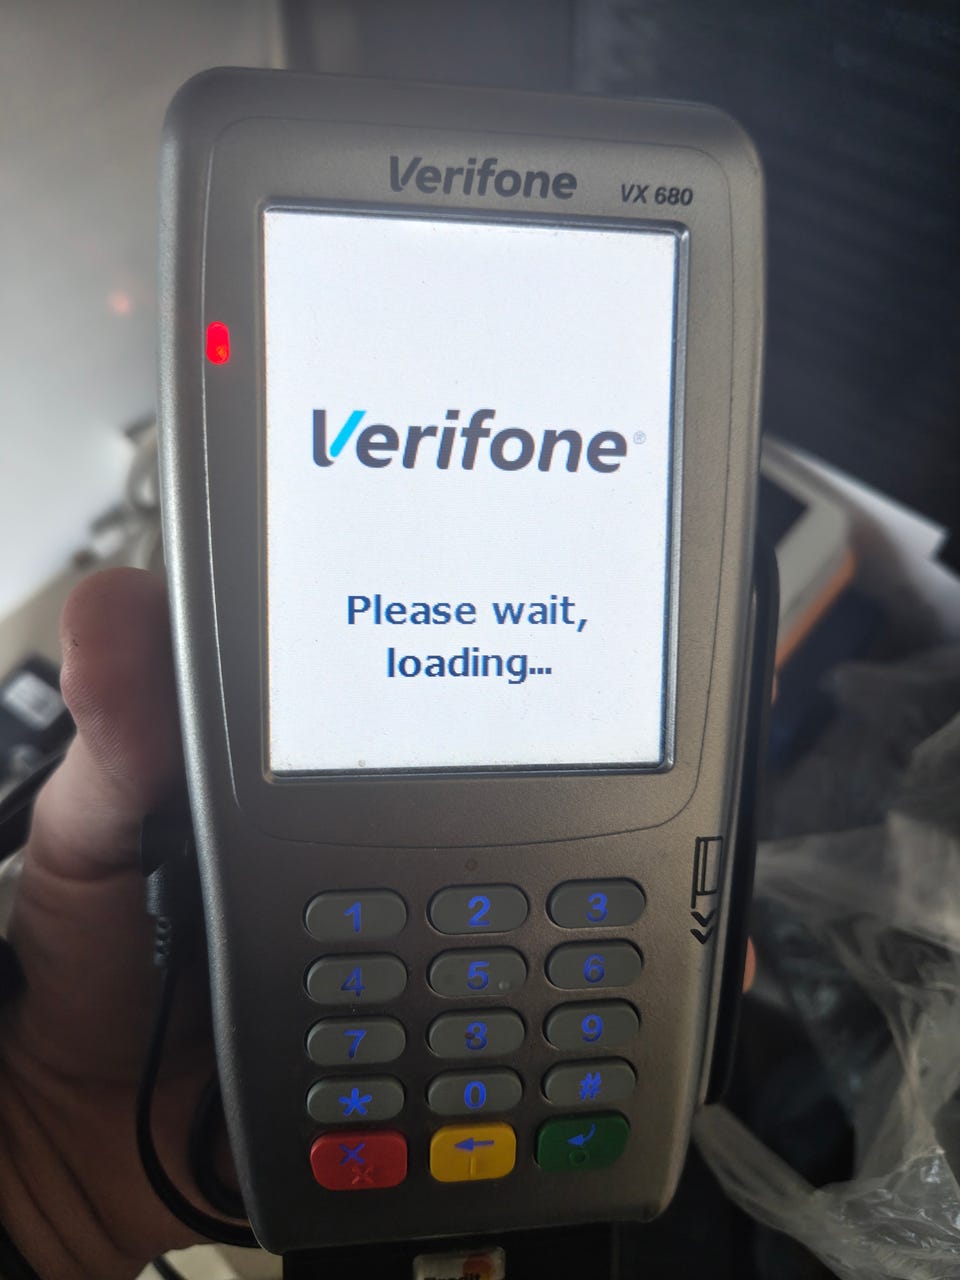 Verifone
VX 680
Verifone®
Please wait,
loading...
1 2 3
4 5 6
7 8 9
* 0 #